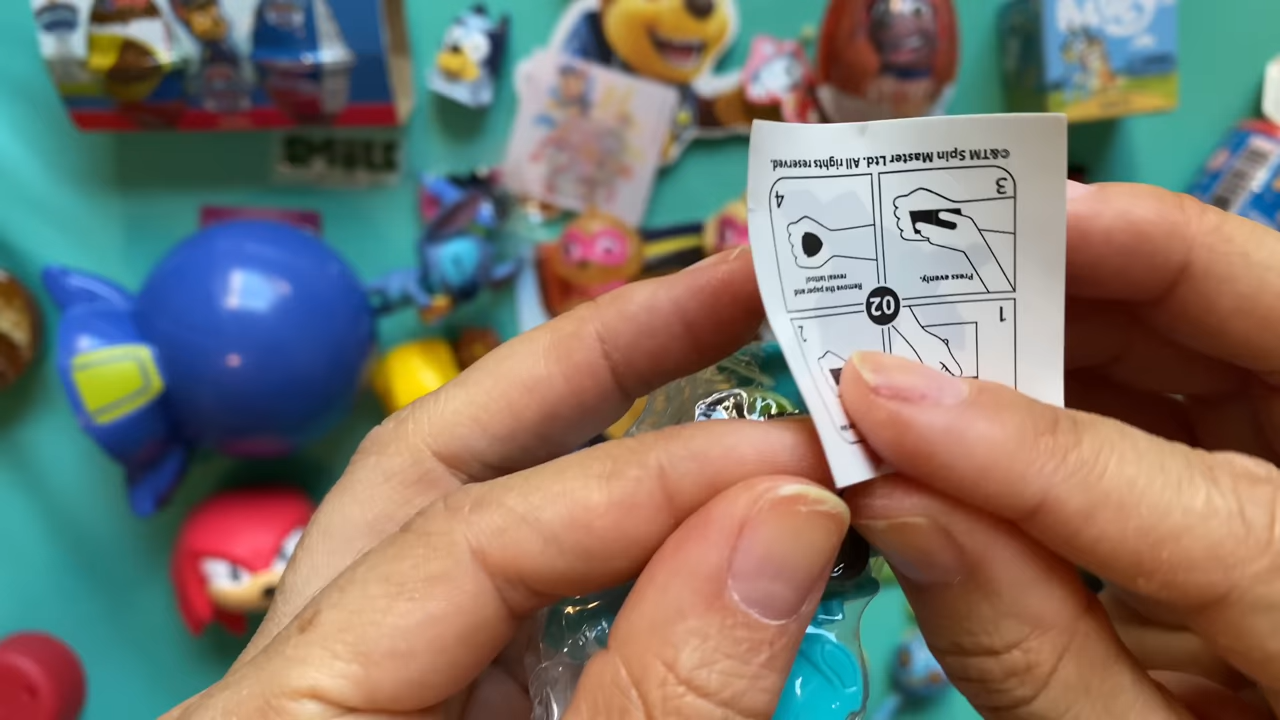 ©&TM Spin Master Ltd. All rights reserved.
3
4
Press evenly.
Remove the paper and
reveal tattoo!
02
1
2